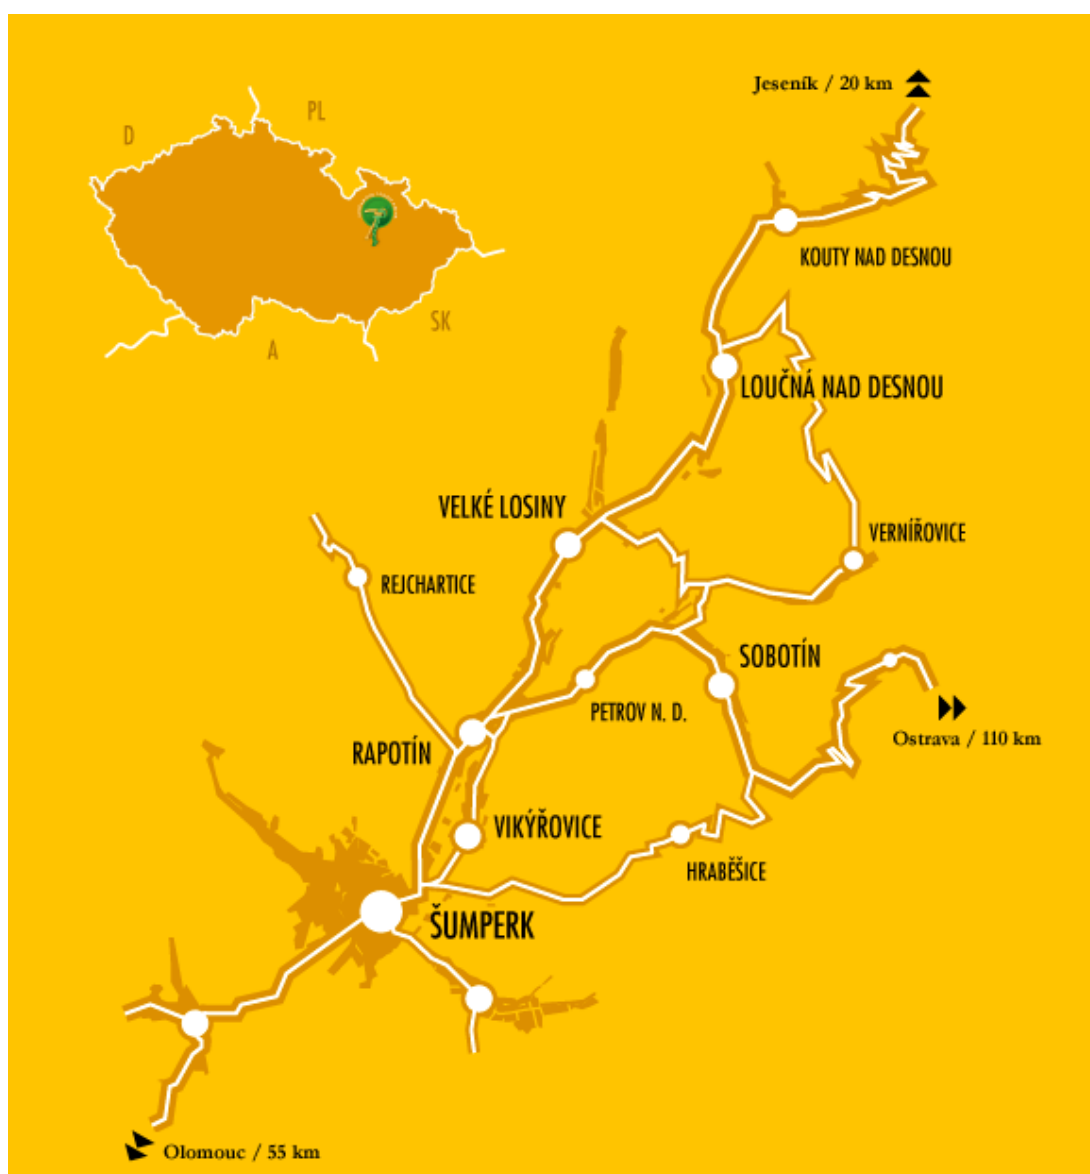 Jeseník / 20 km
PL
D
KOUTY NAD DESNOU
SK
A
LOUČNÁ NAD DESNOU
VELKÉ LOSINY
VERNÍŘOVICE
REJCHARTICE
SOBOTÍN
PETROV N. D.
Ostrava / 110 km
RAPOTÍN
VIKÝŘOVICE
HRABĚŠICE
ŠUMPERK
Olomouc / 55 km